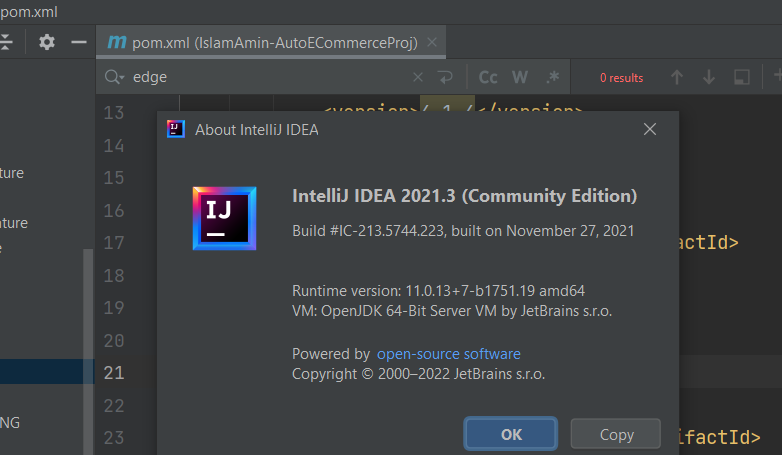 pom.xml
m pom.xml (IslamAmin-AutoECommerceProj)
edge
Cc W .*
0 results
13
<version>4.1.4</version>
14
15
16
17
actId>
18
19
20
21
22
23
ifactId>
ture
ature
e
NG
About IntelliJ IDEA
IJ
IntelliJ IDEA 2021.3 (Community Edition)
IJ
Build #IC-213.5744.223, built on November 27, 2021
Runtime version: 11.0.13+7-b1751.19 amd64
VM: OpenJDK 64-Bit Server VM by JetBrains s.r.o.
Powered by open-source software
Copyright © 2000–2022 JetBrains s.r.o.
OK
Copy